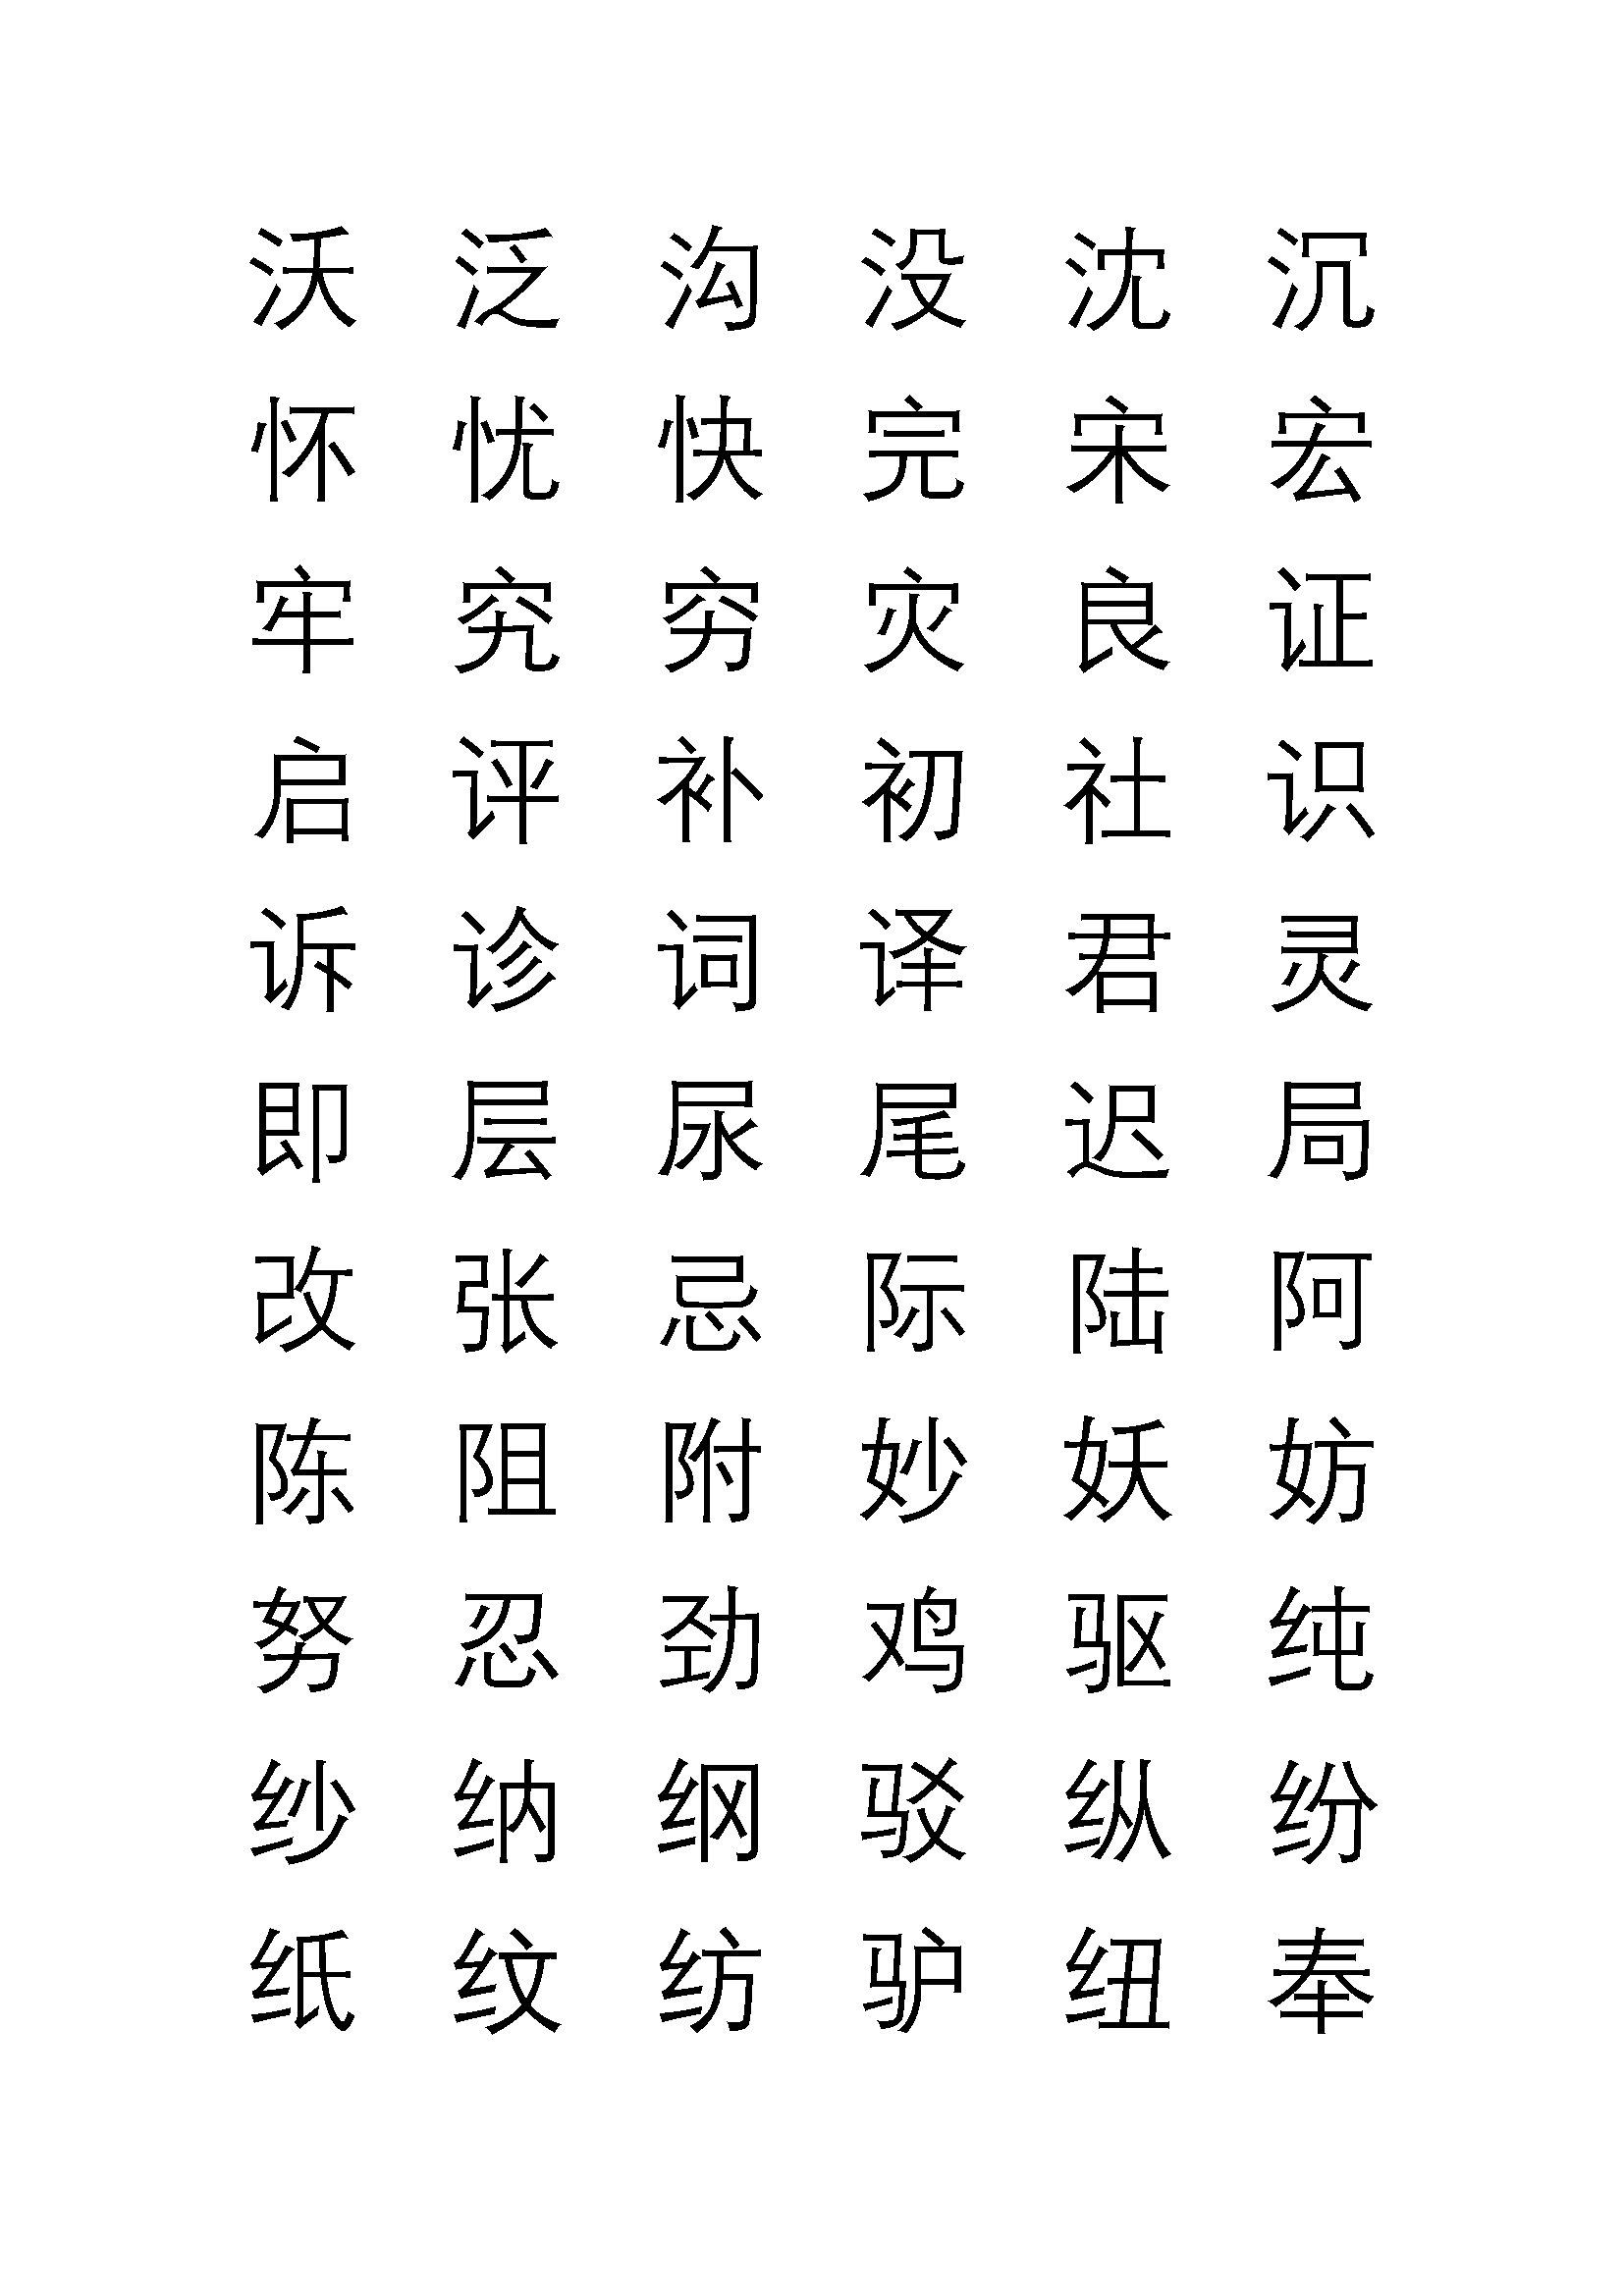 沃 泛 沟 没 沈 沉
怀 忧 快 完 宋 宏
牢 究 穷 灾 良 证
启 评 补 初 社 识
诉 诊 词 译 君 灵
即 层 尿 尾 迟 局
改 张 忌 际 陆 阿
陈 阻 附 妙 妖 妨
努 忍 劲 鸡 驱 纯
纱 纳 纲 驳 纵 纷
纸 纹 纺 驴 纽 奉